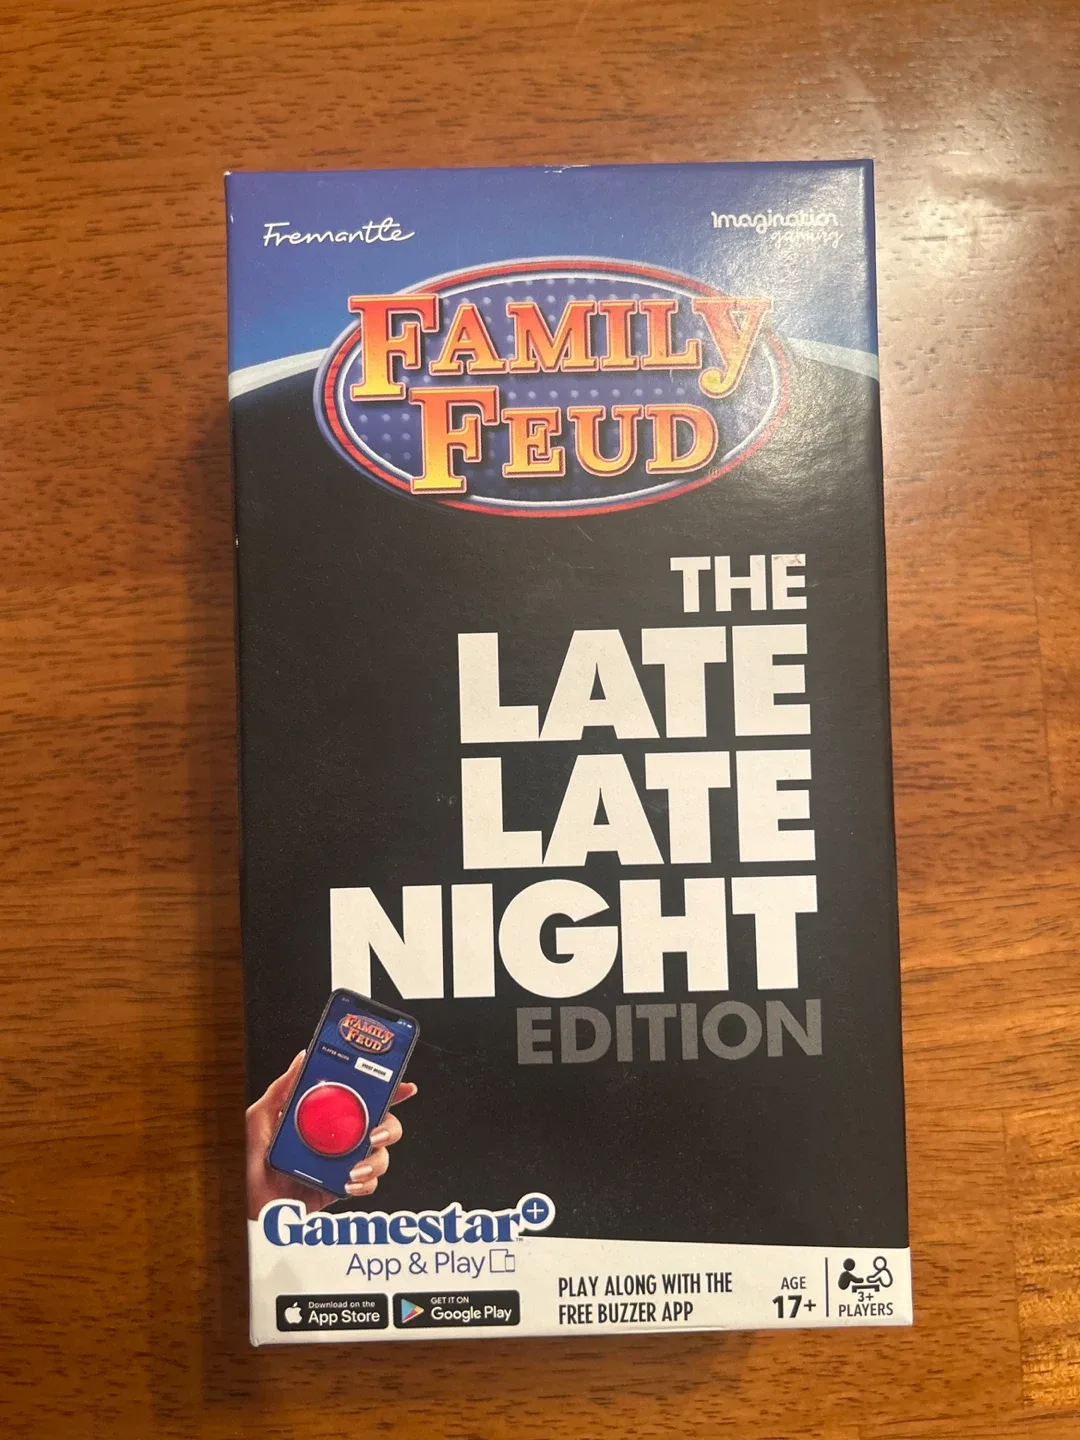 Fremantle
Imagination
gaming
FAMILY
FEUD
THE
LATE
LATE
NIGHT
EDITION
FAMILY
FEUD
Gamestar+
App & Play
Download on the
App Store
GET IT ON
Google Play
PLAY ALONG WITH THE
FREE BUZZER APP
AGE
17+
3+
PLAYERS